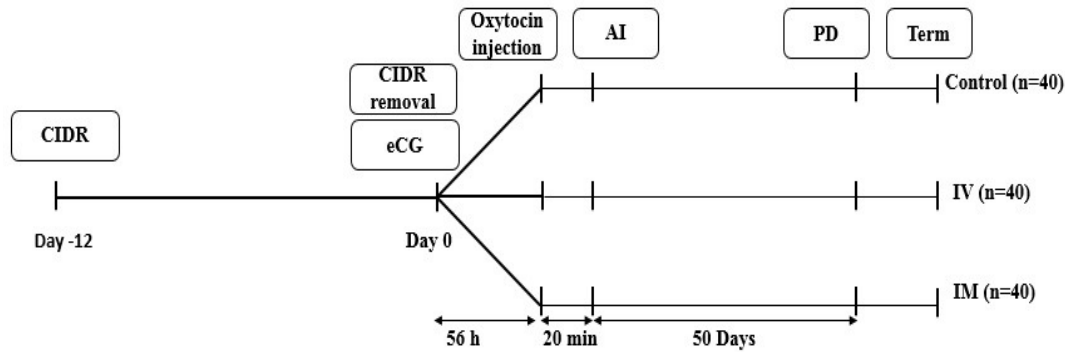 Oxytocin
injection
AI
PD
Term
CIDR
removal
eCG
CIDR
Control (n=40)
IV (n=40)
Day -12
Day 0
IM (n=40)
56 h
20 min
50 Days